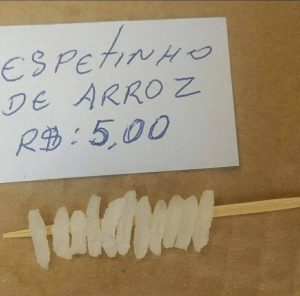 ESPETINHO
DE ARROZ
R$: 5,00